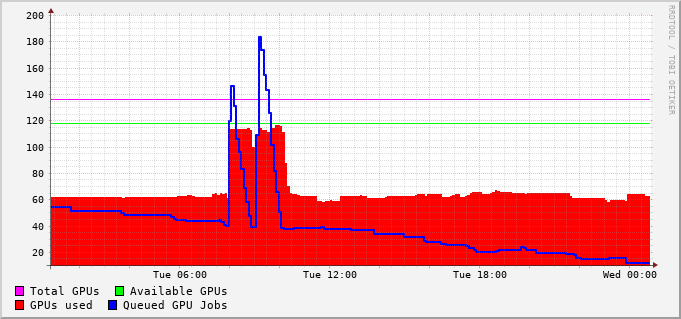 200
180
160
140
120
100
80
60
40
20
Tue 06:00 Tue 12:00 Tue 18:00 Wed 00:00
Total GPUs Available GPUs
GPUs used Queued GPU Jobs
RRDTOOL / TOBI OETIKER